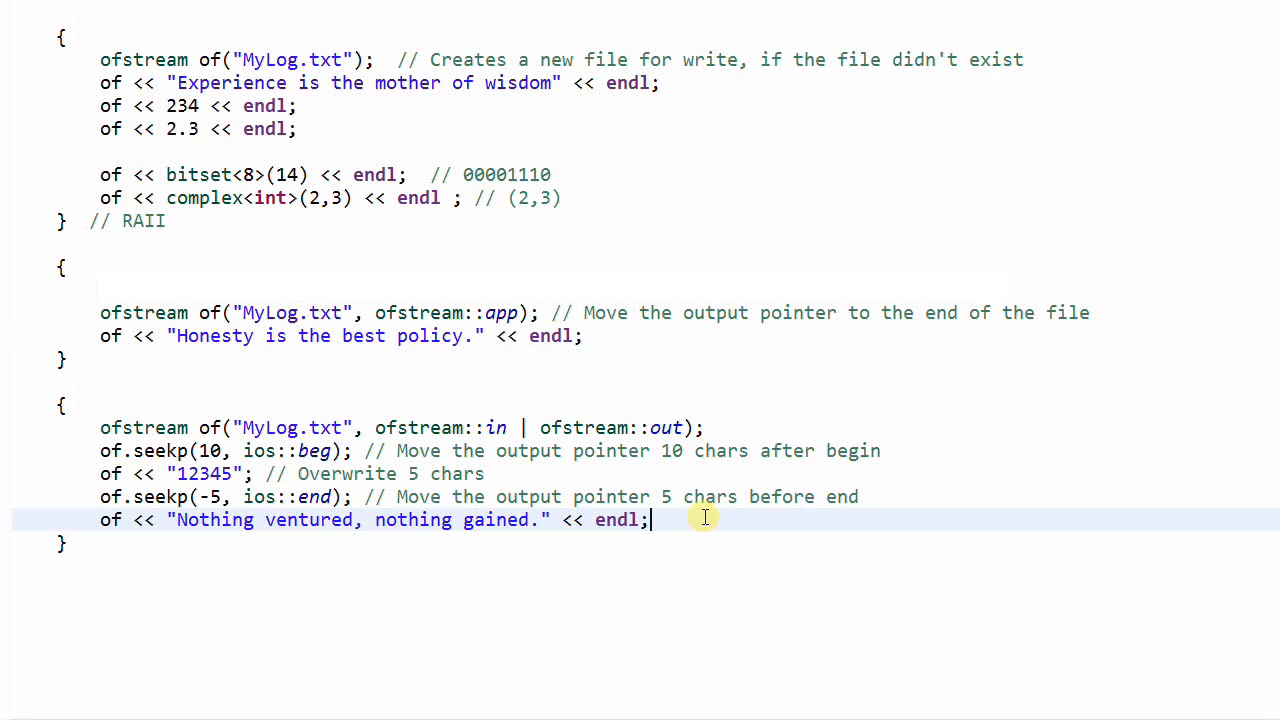 {
    ofstream of("MyLog.txt");  // Creates a new file for write, if the file didn't exist
    of << "Experience is the mother of wisdom" << endl;
    of << 234 << endl;
    of << 2.3 << endl;
    of << bitset<8>(14) << endl;  // 00001110
    of << complex<int>(2,3) << endl ; // (2,3)
}  // RAII
{
    ofstream of("MyLog.txt", ofstream::app); // Move the output pointer to the end of the file
    of << "Honesty is the best policy." << endl;
}
{
    ofstream of("MyLog.txt", ofstream::in | ofstream::out);
    of.seekp(10, ios::beg); // Move the output pointer 10 chars after begin
    of << "12345"; // Overwrite 5 chars
    of.seekp(-5, ios::end); // Move the output pointer 5 chars before end
    of << "Nothing ventured, nothing gained." << endl;
}